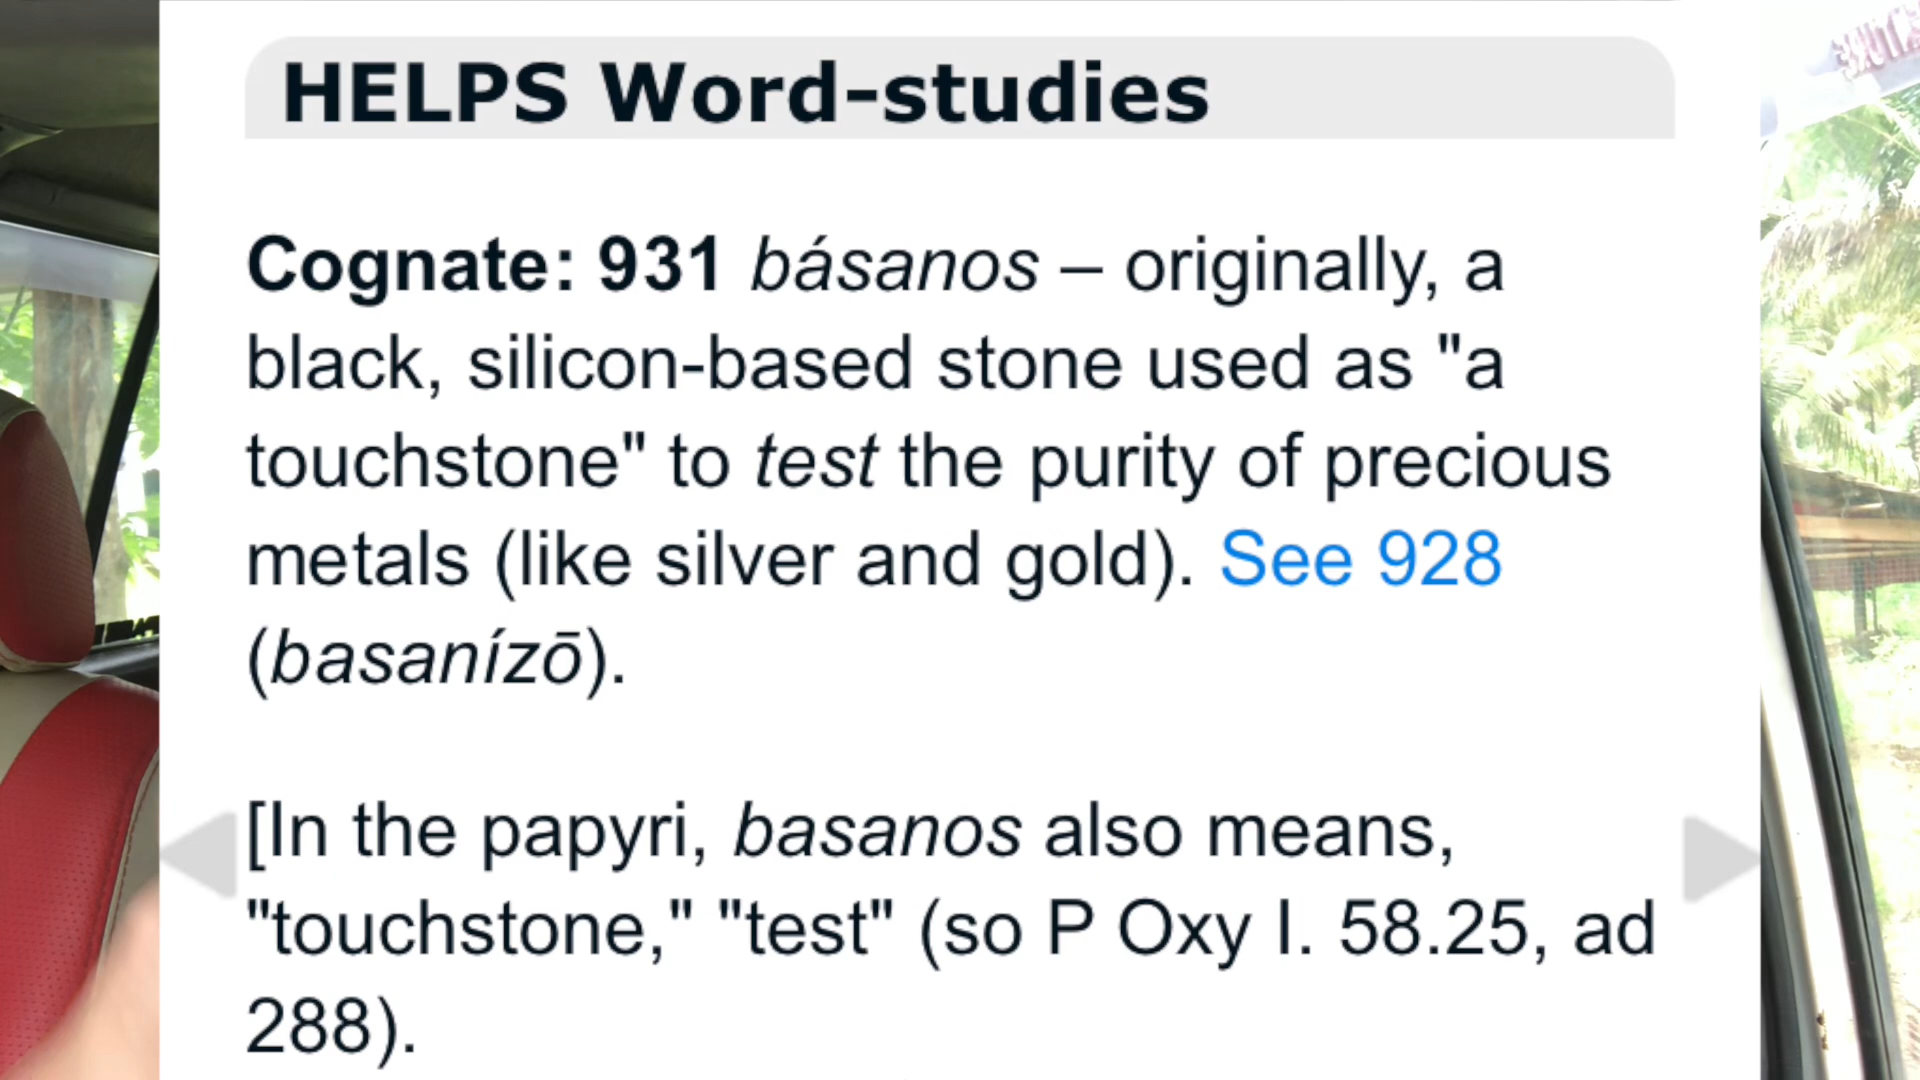 HELPS Word-studies
Cognate: 931 básanos – originally, a
black, silicon-based stone used as "a
touchstone" to test the purity of precious
metals (like silver and gold). See 928
(basanízō).
[In the papyri, basanos also means,
"touchstone," "test" (so P Oxy I. 58.25, ad
288).